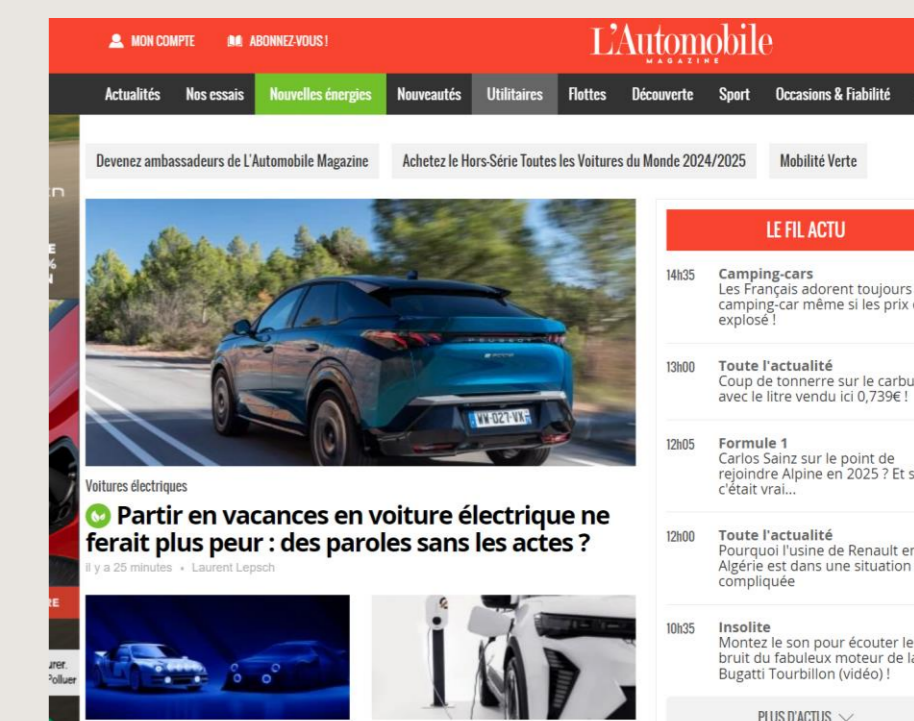 MON COMPTE
ABONNEZ-VOUS !
L'Automobile
MAGAZINE
Actualités
Nos essais
Nouvelles énergies
Nouveautés
Utilitaires
Flottes
Découverte
Sport
Occasions & Fiabilité
Devenez ambassadeurs de L'Automobile Magazine
Achetez le Hors-Série Toutes les Voitures du Monde 2024/2025
Mobilité Verte
PEUGEOT
WW-027-VX
Voitures électriques
Partir en vacances en voiture électrique ne
ferait plus peur : des paroles sans les actes ?
il y a 25 minutes • Laurent Lepsch
LE FIL ACTU
14h35
Camping-cars
Les Français adorent toujours
camping-car même si les prix
explosé !
13h00
Toute l'actualité
Coup de tonnerre sur le carbu
avec le litre vendu ici 0,739€ !
12h05
Formule 1
Carlos Sainz sur le point de
rejoindre Alpine en 2025 ? Et s
c'était vrai...
12h00
Toute l'actualité
Pourquoi l'usine de Renault en
Algérie est dans une situation
compliquée
10h35
Insolite
Montez le son pour écouter le
bruit du fabuleux moteur de la
Bugatti Tourbillon (vidéo) !
PLUS D'ACTUS
urer.
Polluer